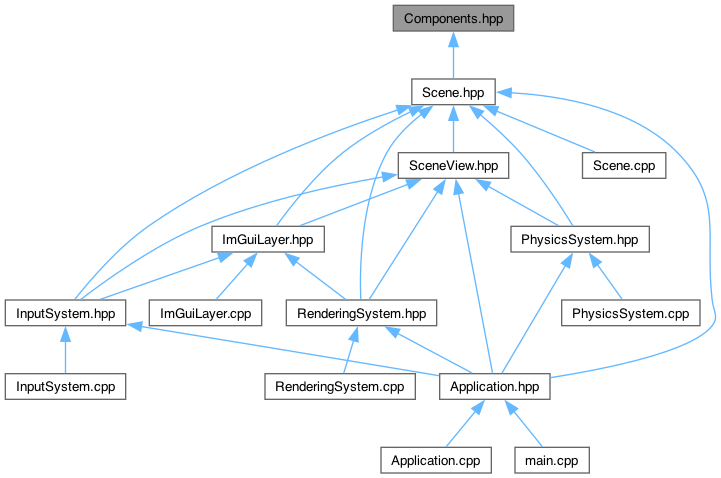 Components.hpp
Scene.hpp
SceneView.hpp
Scene.cpp
ImGuiLayer.hpp
PhysicsSystem.hpp
InputSystem.hpp
ImGuiLayer.cpp
RenderingSystem.hpp
PhysicsSystem.cpp
InputSystem.cpp
RenderingSystem.cpp
Application.hpp
Application.cpp
main.cpp